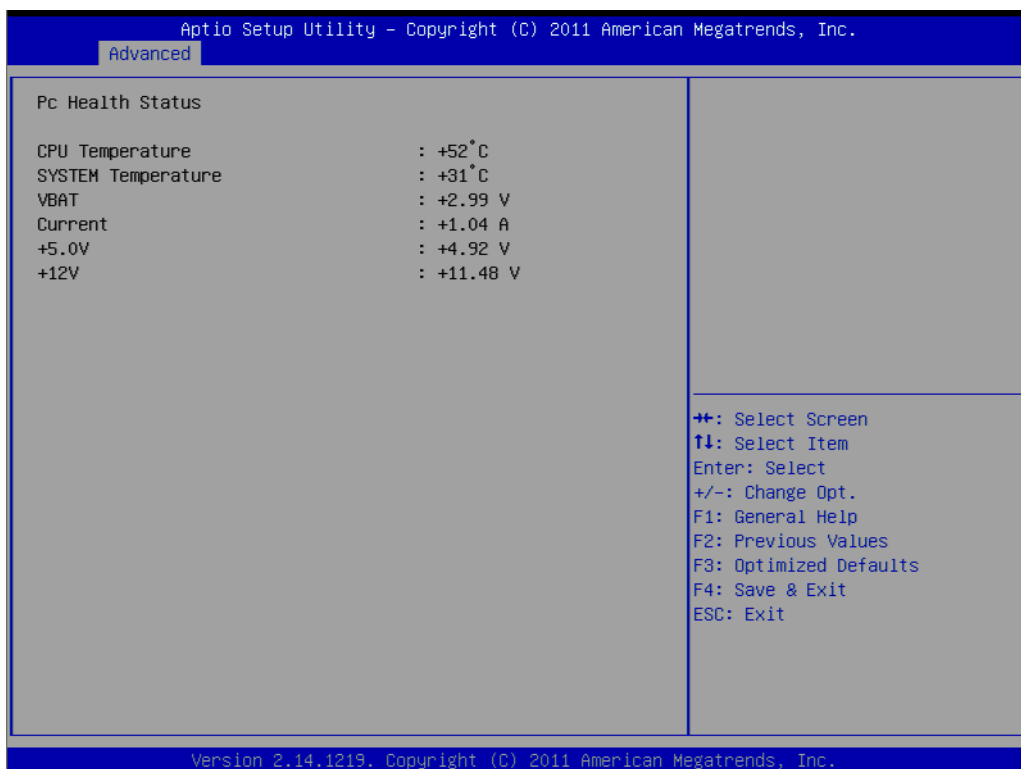 Aptio Setup Utility – Copyright (C) 2011 American Megatrends, Inc.
Advanced
Pc Health Status
CPU Temperature : +52°C
SYSTEM Temperature : +31°C
VBAT : +2.99 V
Current : +1.04 A
+5.0V : +4.92 V
+12V : +11.48 V
→←: Select Screen
↑↓: Select Item
Enter: Select
+/-: Change Opt.
F1: General Help
F2: Previous Values
F3: Optimized Defaults
F4: Save & Exit
ESC: Exit
Version 2.14.1219. Copyright (C) 2011 American Megatrends, Inc.